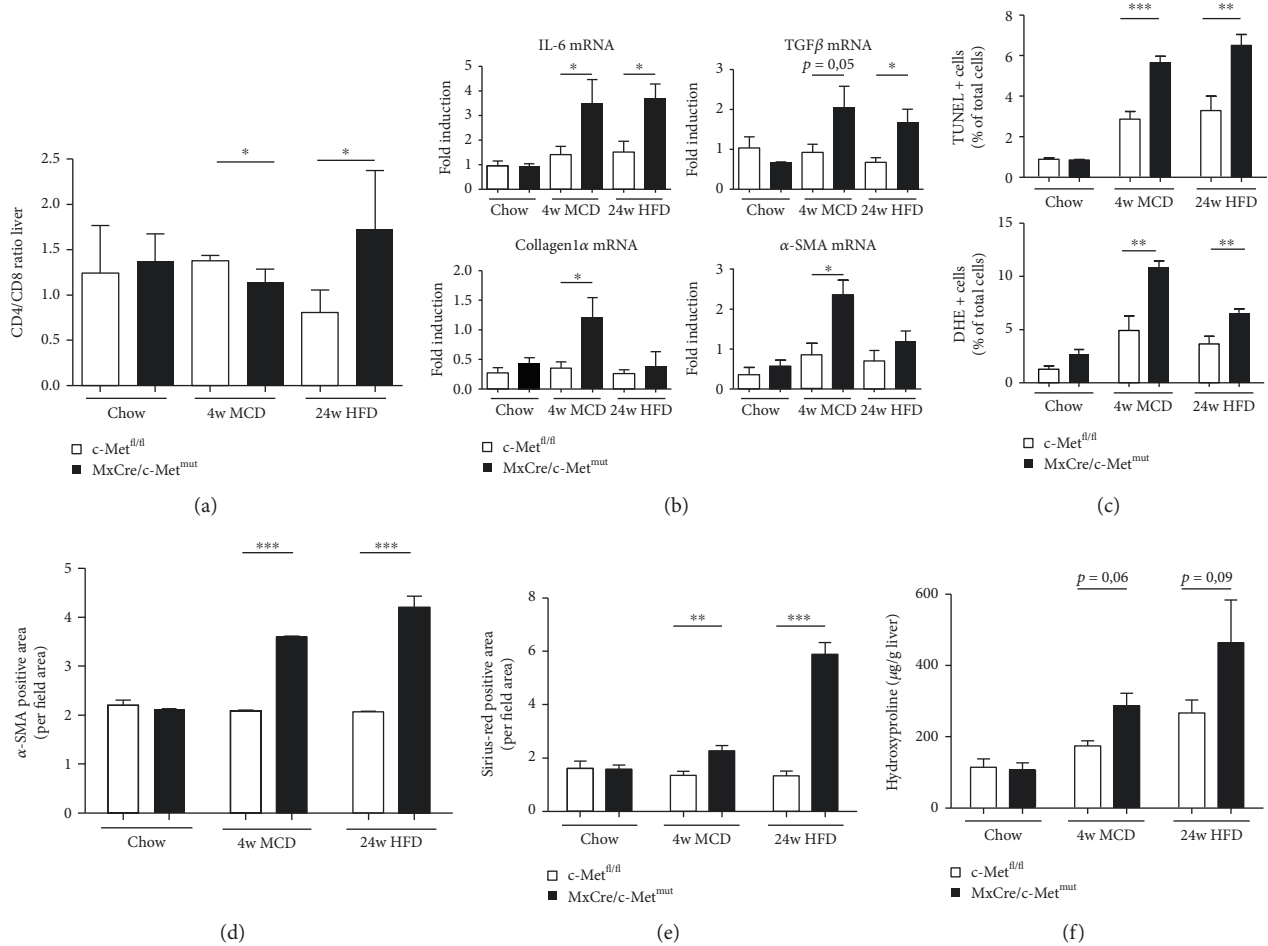 CD4/CD8 ratio liver
2.5
2.0
1.5
1.0
0.5
0.0
*
*
Chow
4w MCD
24w HFD
c-Met^fl/fl
MxCre/c-Met^mut
(a)
IL-6 mRNA
Fold induction
5
4
3
2
1
0
*
*
Chow
4w MCD
24w HFD
TGFβ mRNA
p = 0,05
*
Fold induction
3
2
1
0
Chow
4w MCD
24w HFD
Collagen1α mRNA
Fold induction
2.0
1.5
1.0
0.5
0.0
*
Chow
4w MCD
24w HFD
α-SMA mRNA
Fold induction
3
2
1
0
*
Chow
4w MCD
24w HFD
c-Met^fl/fl
MxCre/c-Met^mut
(b)
TUNEL + cells
(% of total cells)
8
6
4
2
0
***
**
Chow
4w MCD
24w HFD
DHE + cells
(% of total cells)
15
10
5
0
**
**
Chow
4w MCD
24w HFD
c-Met^fl/fl
MxCre/c-Met^mut
(c)
α-SMA positive area
(per field area)
5
4
3
2
1
0
***
***
Chow
4w MCD
24w HFD
(d)
Sirius-red positive area
(per field area)
8
6
4
2
0
**
***
Chow
4w MCD
24w HFD
c-Met^fl/fl
MxCre/c-Met^mut
(e)
Hydroxyproline (μg/g liver)
600
400
200
0
p = 0,06
p = 0,09
Chow
4w MCD
24w HFD
c-Met^fl/fl
MxCre/c-Met^mut
(f)